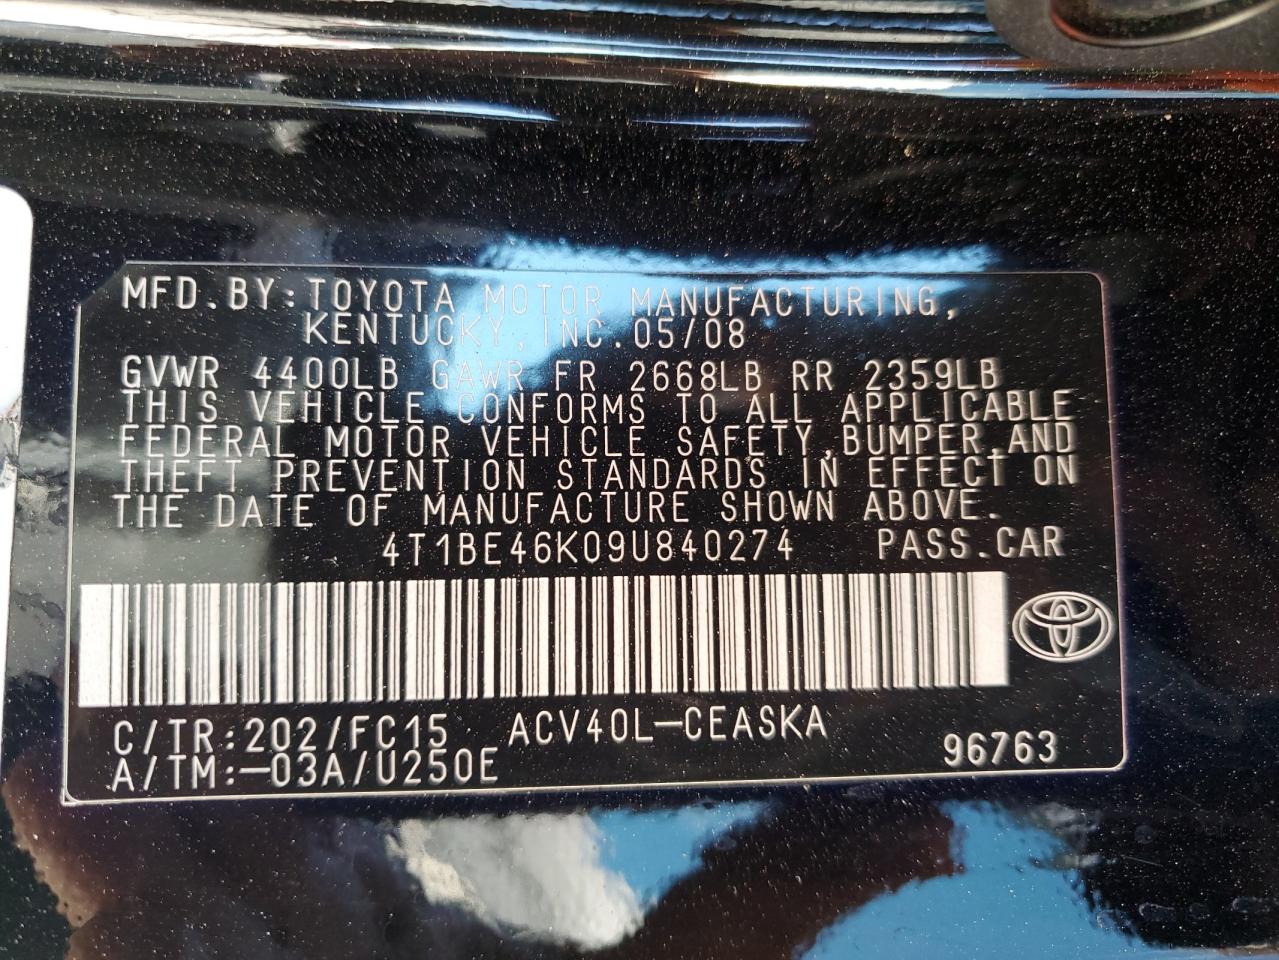 MFD.BY:TOYOTA MOTOR MANUFACTURING,
KENTUCKY,INC.05/08
GVWR 4400LB GAWR FR 2668LB RR 2359LB
THIS VEHICLE CONFORMS TO ALL APPLICABLE
FEDERAL MOTOR VEHICLE SAFETY,BUMPER,AND
THEFT PREVENTION STANDARDS IN EFFECT ON
THE DATE OF MANUFACTURE SHOWN ABOVE.
4T1BE46K09U840274 PASS.CAR
C/TR:202/FC15 ACV40L-CEASKA
A/TM:-03A/U250E 96763